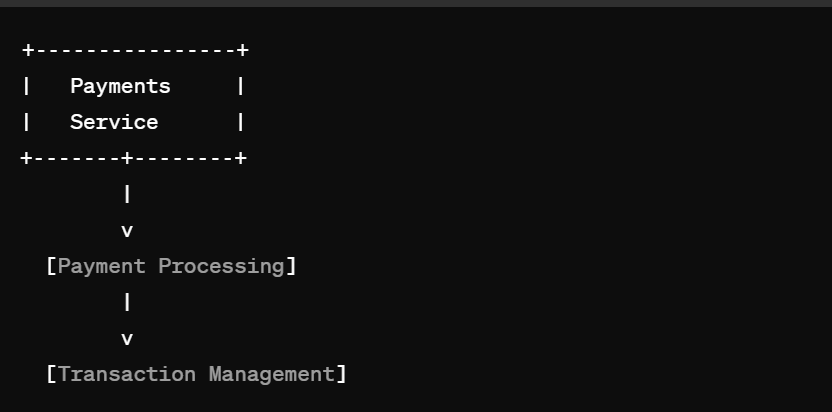 +----------------+
|   Payments     |
|   Service      |
+-------+--------+
        |
        v
  [Payment Processing]
        |
        v
  [Transaction Management]